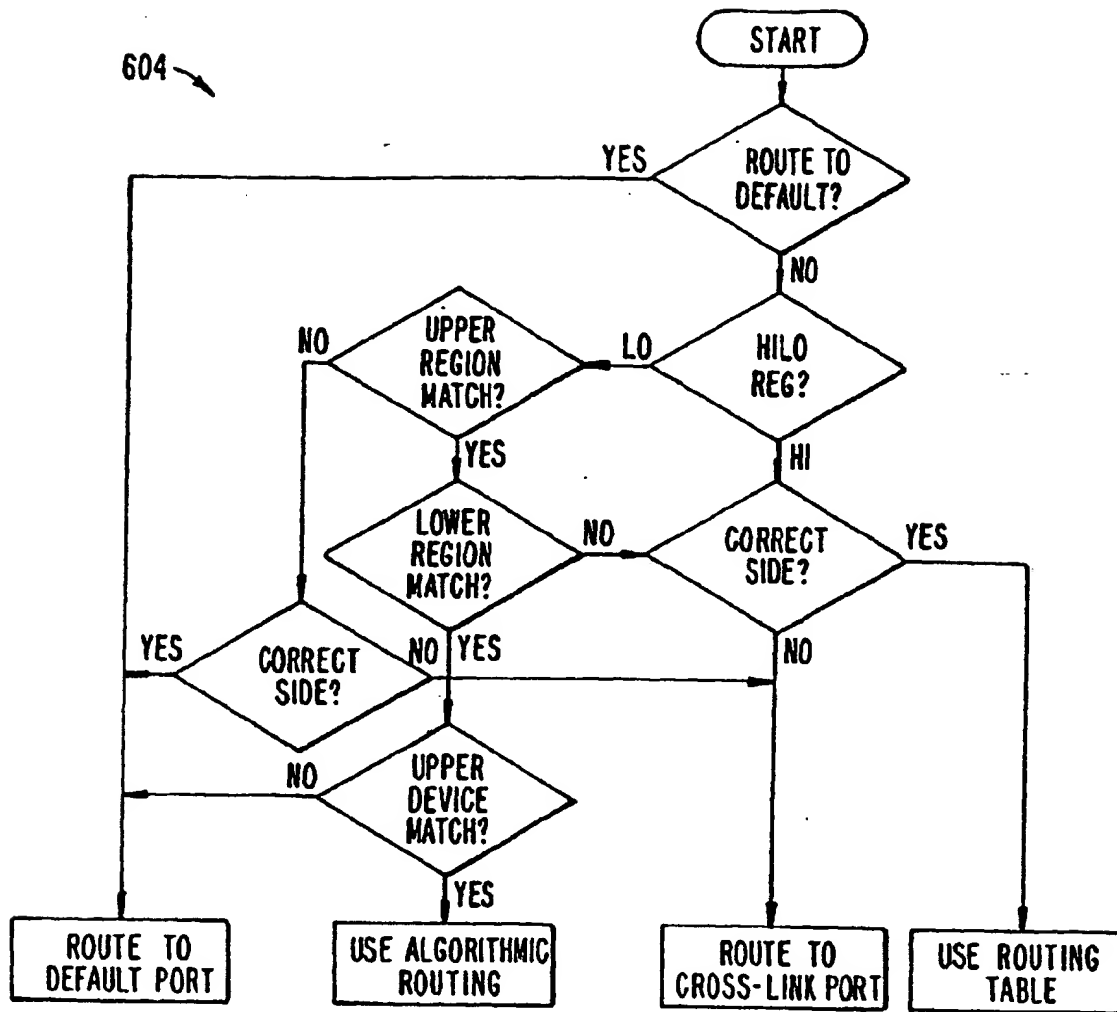 604
START
YES
ROUTE TO
DEFAULT?
NO
NO
UPPER
REGION
MATCH?
LO
HILO
REG?
YES
HI
LOWER
REGION
MATCH?
NO
CORRECT
SIDE?
YES
YES
CORRECT
SIDE?
NO
YES
NO
NO
UPPER
DEVICE
MATCH?
YES
ROUTE TO
DEFAULT PORT
USE ALGORITHMIC
ROUTING
ROUTE TO
CROSS-LINK PORT
USE ROUTING
TABLE